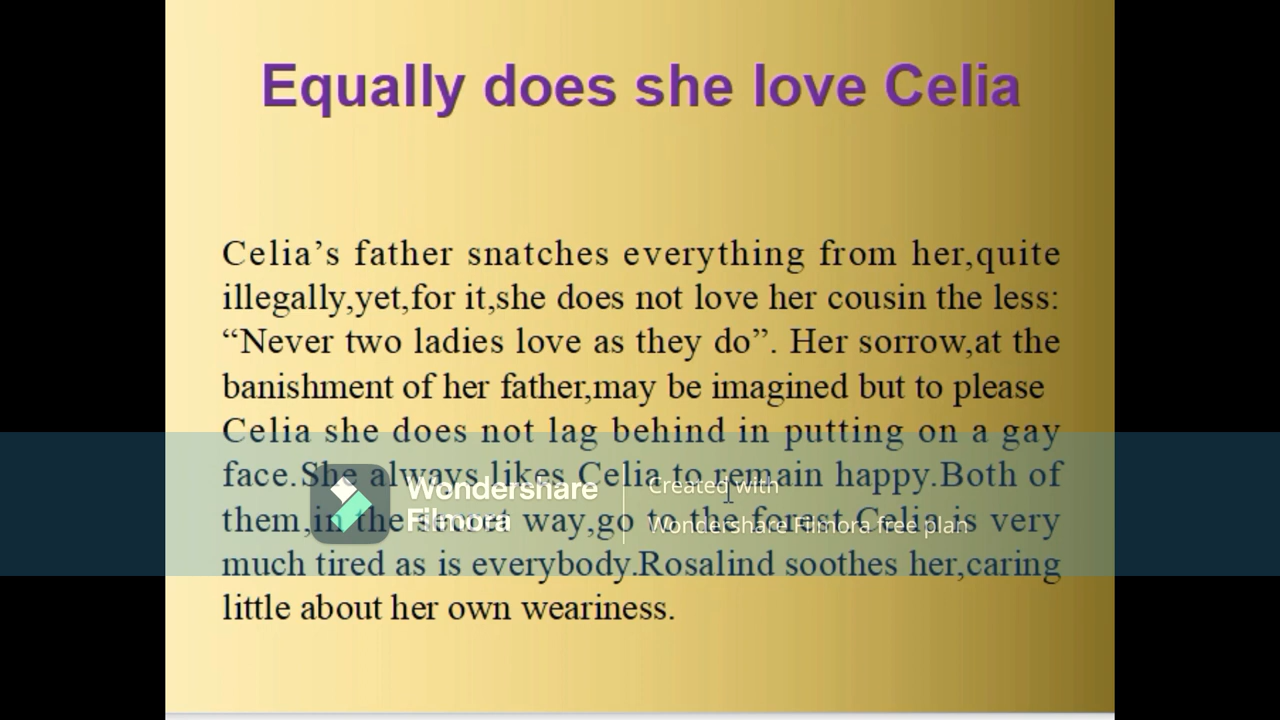 Equally does she love Celia
Celia’s father snatches everything from her,quite
illegally,yet,for it,she does not love her cousin the less:
“Never two ladies love as they do”. Her sorrow,at the
banishment of her father,may be imagined but to please
Celia she does not lag behind in putting on a gay
face.She always likes Celia to remain happy.Both of
them,in the way,go to the forest.Celia is very
much tired as is everybody.Rosalind soothes her,caring
little about her own weariness.
Wondershare
Filmora
Created with
Wondershare Filmora free plan